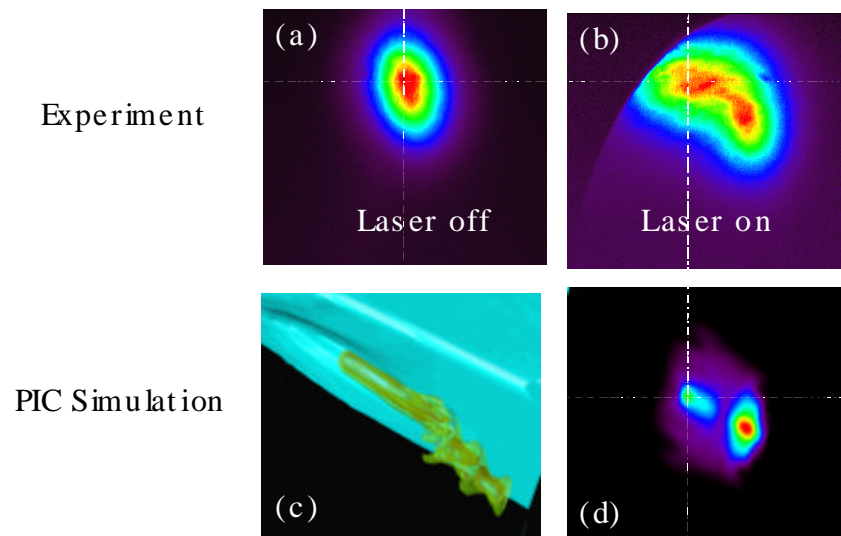 (a)
(b)
Experiment
Laser off
Laser on
PIC Simulation
(c)
(d)